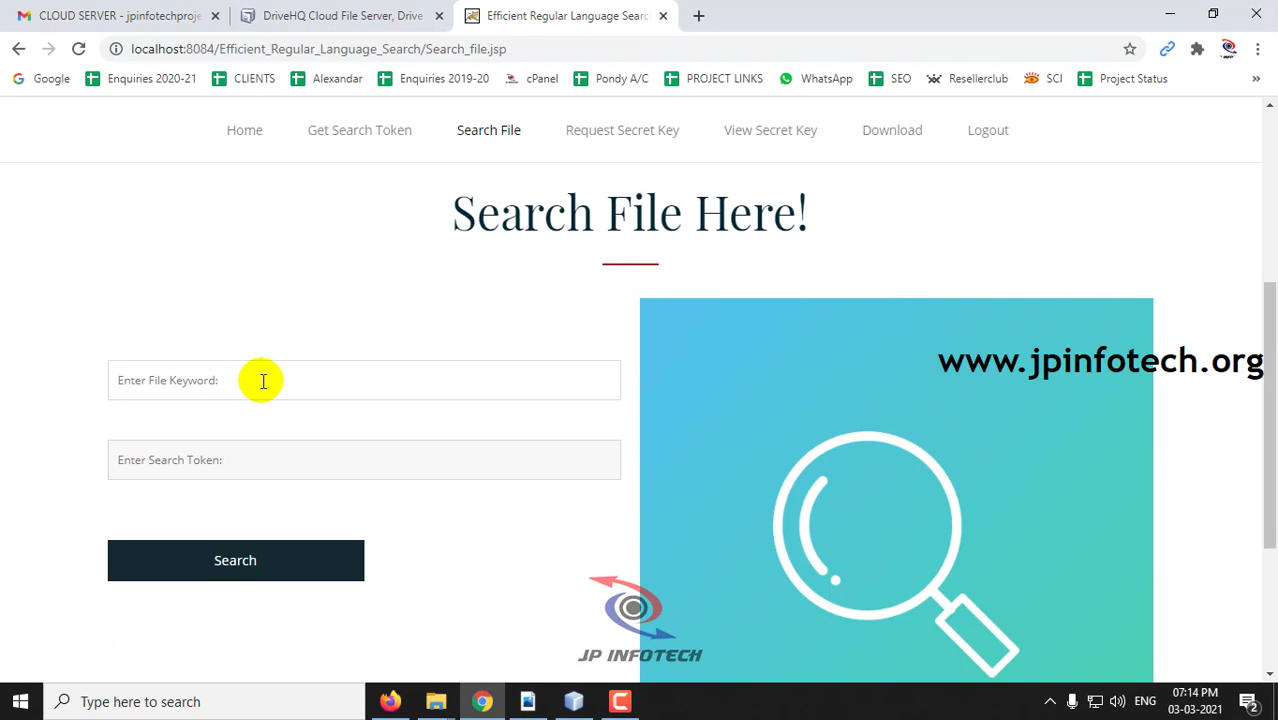 CLOUD SERVER - jpinfotechproje
DriveHQ Cloud File Server, Drive
Efficient Regular Language Searc
localhost:8084/Efficient_Regular_Language_Search/Search_file.jsp
Google
Enquiries 2020-21
CLIENTS
Alexandar
Enquiries 2019-20
cPanel
Pondy A/C
PROJECT LINKS
WhatsApp
SEO
Resellerclub
SCI
Project Status
»
Home
Get Search Token
Search File
Request Secret Key
View Secret Key
Download
Logout
Search File Here!
www.jpinfotech.org
Enter File Keyword:
Enter Search Token:
Search
JP INFOTECH
Type here to search
ENG
07:14 PM
03-03-2021
2